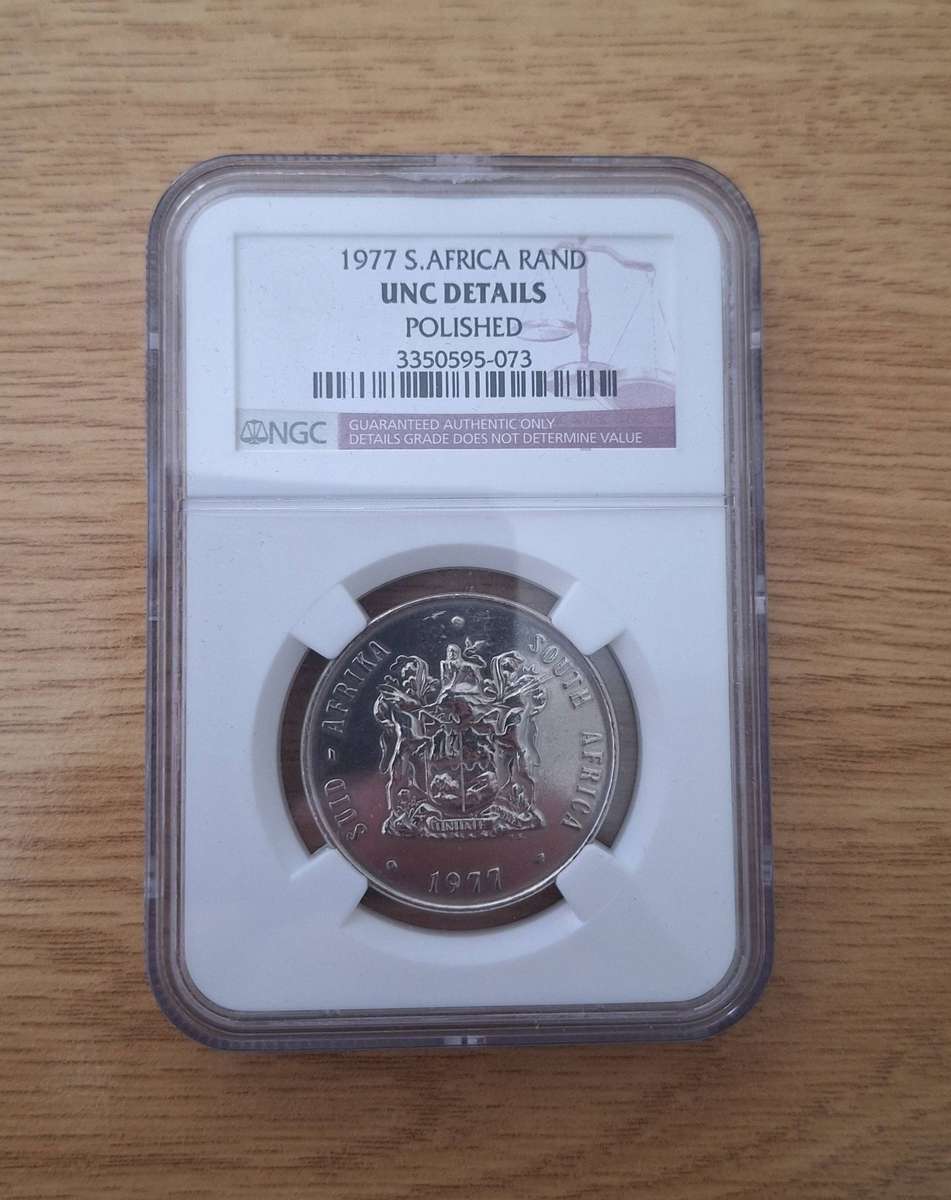 1977 S.AFRICA RAND
UNC DETAILS
POLISHED
3350595-073
NGC
GUARANTEED AUTHENTIC ONLY
DETAILS GRADE DOES NOT DETERMINE VALUE
SUID - AFRIKA
SOUTH AFRICA
1977